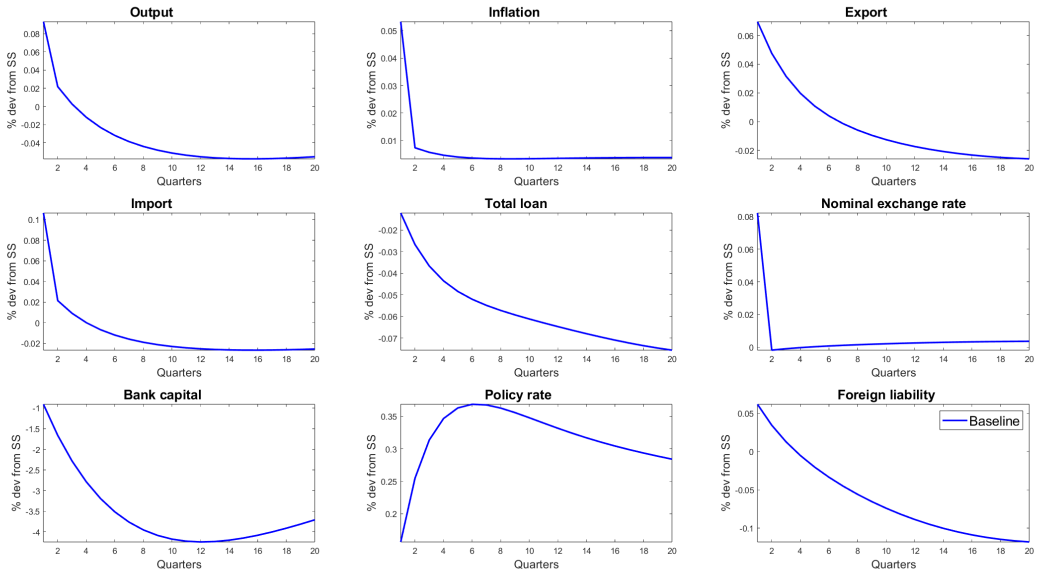 Output
% dev from SS
0.08
0.06
0.04
0.02
0
-0.02
-0.04
2 4 6 8 10 12 14 16 18 20
Quarters
Inflation
% dev from SS
0.05
0.04
0.03
0.02
0.01
2 4 6 8 10 12 14 16 18 20
Quarters
Export
% dev from SS
0.06
0.04
0.02
0
-0.02
2 4 6 8 10 12 14 16 18 20
Quarters
Import
% dev from SS
0.1
0.08
0.06
0.04
0.02
0
-0.02
2 4 6 8 10 12 14 16 18 20
Quarters
Total loan
% dev from SS
-0.02
-0.03
-0.04
-0.05
-0.06
-0.07
2 4 6 8 10 12 14 16 18 20
Quarters
Nominal exchange rate
% dev from SS
0.08
0.06
0.04
0.02
0
2 4 6 8 10 12 14 16 18 20
Quarters
Bank capital
% dev from SS
-1
-1.5
-2
-2.5
-3
-3.5
-4
2 4 6 8 10 12 14 16 18 20
Quarters
Policy rate
% dev from SS
0.35
0.3
0.25
0.2
2 4 6 8 10 12 14 16 18 20
Quarters
Foreign liability
% dev from SS
0.05
0
-0.05
-0.1
Baseline
2 4 6 8 10 12 14 16 18 20
Quarters